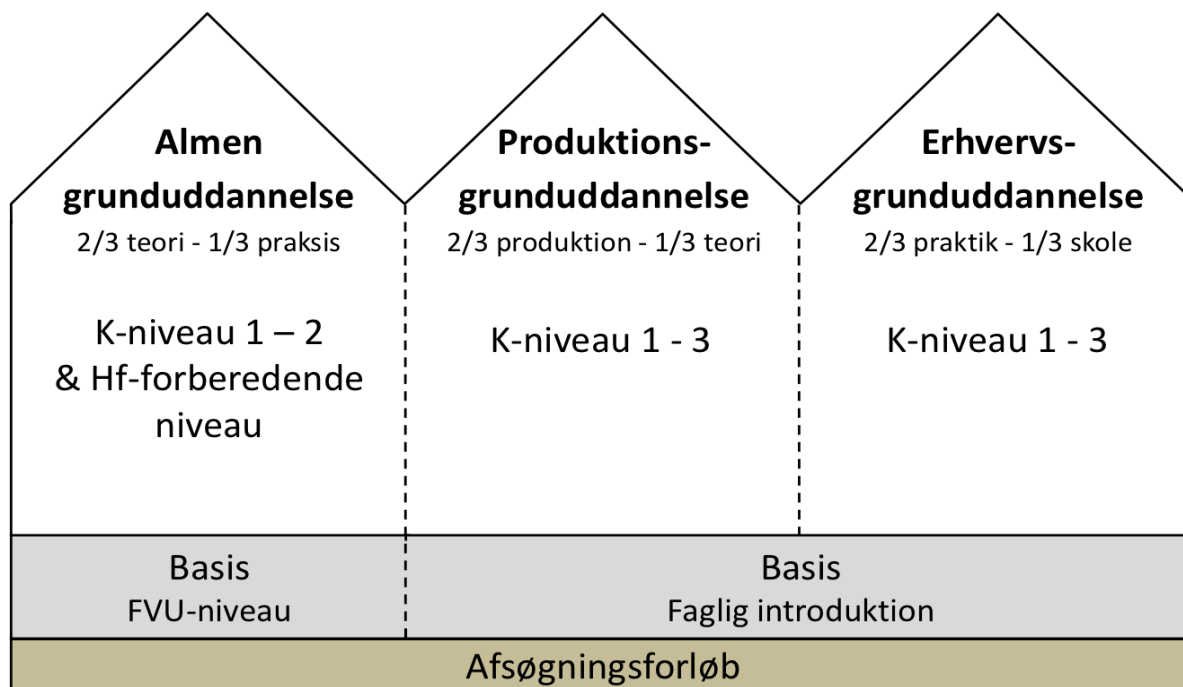 Almen
grunduddannelse
2/3 teori - 1/3 praksis
K-niveau 1 – 2
& Hf-forberedende
niveau
Produktions-
grunduddannelse
2/3 produktion - 1/3 teori
K-niveau 1 - 3
Erhvervs-
grunduddannelse
2/3 praktik - 1/3 skole
K-niveau 1 - 3
Basis
FVU-niveau
Basis
Faglig introduktion
Afsøgningsforløb